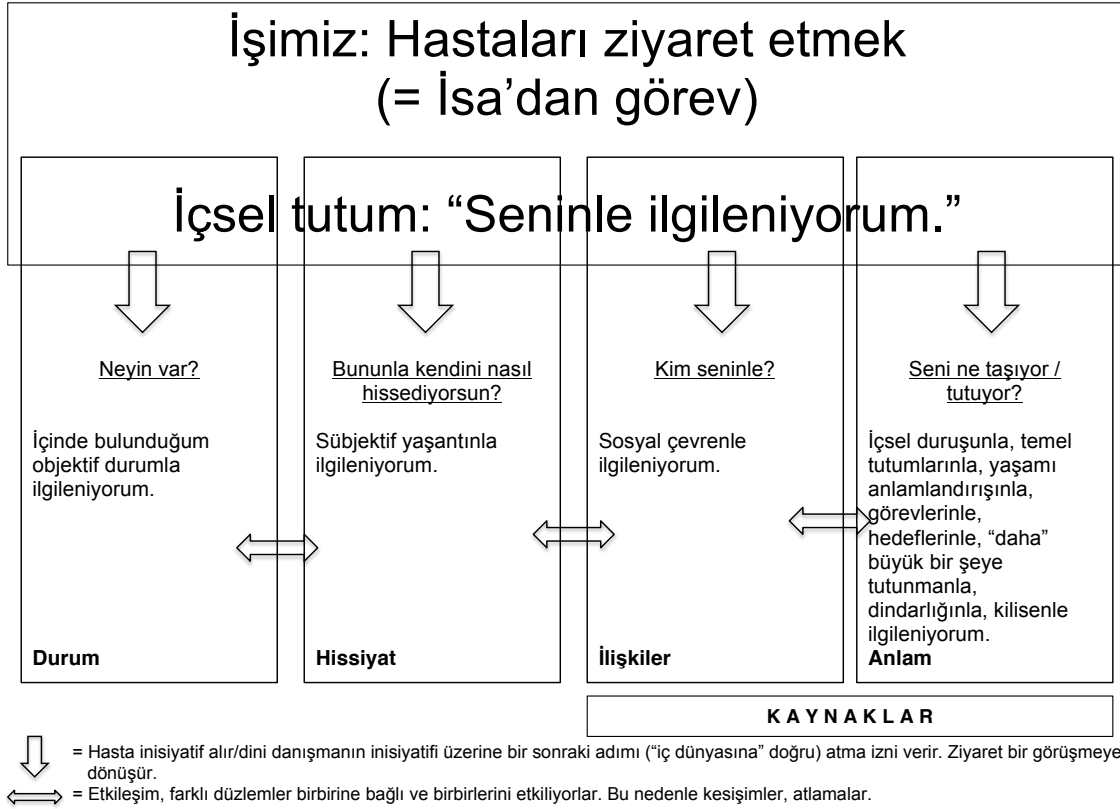 İşimiz: Hastaları ziyaret etmek
(= İsa’dan görev)
İçsel tutum: “Seninle ilgileniyorum.”
Neyin var?
İçinde bulunduğum
objektif durumla
ilgileniyorum.
Durum
Bununla kendini nasıl
hissediyorsun?
Sübjektif yaşantınla
ilgileniyorum.
Hissiyat
Kim seninle?
Sosyal çevrenle
ilgileniyorum.
İlişkiler
Seni ne taşıyor /
tutuyor?
İçsel duruşunla, temel
tutumlarınla, yaşamı
anlamlandırışınla,
görevlerinle,
hedeflerinle, “daha”
büyük bir şeye
tutunmanla,
dindarlığınla, kilisenle
ilgileniyorum.
Anlam
KAYNAKLAR
= Hasta inisiyatif alır/dini danışmanın inisiyatifi üzerine bir sonraki adımı (“iç dünyasına” doğru) atma izni verir. Ziyaret bir görüşmeye
dönüşür.
= Etkileşim, farklı düzlemler birbirine bağlı ve birbirlerini etkiliyorlar. Bu nedenle kesişimler, atlamalar.